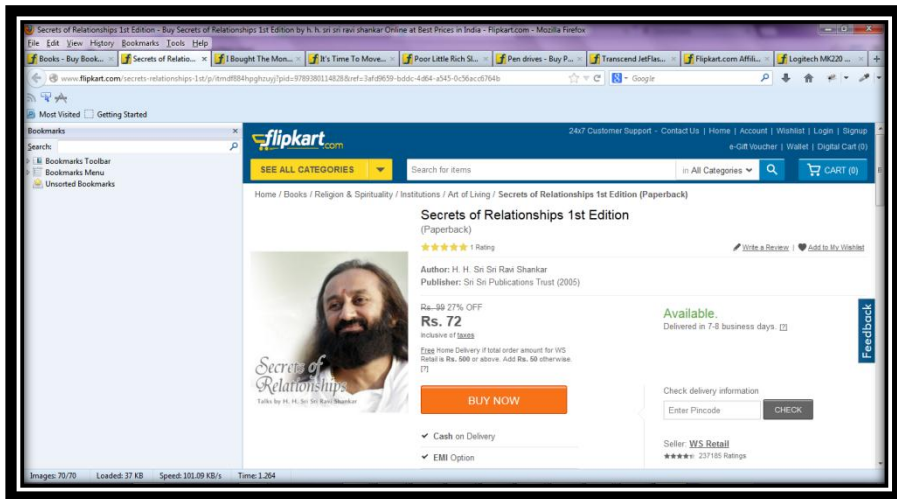 Secrets of Relationships 1st Edition - Buy Secrets of Relationships 1st Edition by h. h. sri sri ravi shankar Online at Best Prices in India - Flipkart.com - Mozilla Firefox
File Edit View History Bookmarks Tools Help
Books - Buy Book... Secrets of Relatio... I Bought The Mon... It's Time To Move... Poor Little Rich Sl... Pen drives - Buy P... Transcend JetFlas... Flipkart.com Affili... Logitech MK220 ...
www.flipkart.com/secrets-relationships-1st/p/itmdf884hpghzuyj?pid=9789380114828&ref=3afd9659-bddc-4d64-a545-0c56acc6764b Google
Most Visited Getting Started
Bookmarks
Search:
Bookmarks Toolbar
Bookmarks Menu
Unsorted Bookmarks
flipkart.com
24x7 Customer Support - Contact Us | Home | Account | Wishlist | Login | Signup
e-Gift Voucher | Wallet | Digital Cart (0)
SEE ALL CATEGORIES Search for items in All Categories CART (0)
Home / Books / Religion & Spirituality / Institutions / Art of Living / Secrets of Relationships 1st Edition (Paperback)
Secrets of Relationships 1st Edition
(Paperback)
1 Rating Write a Review | Add to My Wishlist
Author: H. H. Sri Sri Ravi Shankar
Publisher: Sri Sri Publications Trust (2005)
Rs. 99 27% OFF
Rs. 72
inclusive of taxes
Free Home Delivery if total order amount for WS
Retail is Rs. 500 or above. Add Rs. 50 otherwise.
[?]
Available.
Delivered in 7-8 business days. [?]
Feedback
Secrets of
Relationships
Talks by H. H. Sri Sri Ravi Shankar
BUY NOW
Check delivery information
Enter Pincode CHECK
Cash on Delivery
EMI Option
Seller: WS Retail
237185 Ratings
Images: 70/70 Loaded: 37 KB Speed: 101.09 KB/s Time: 1.264